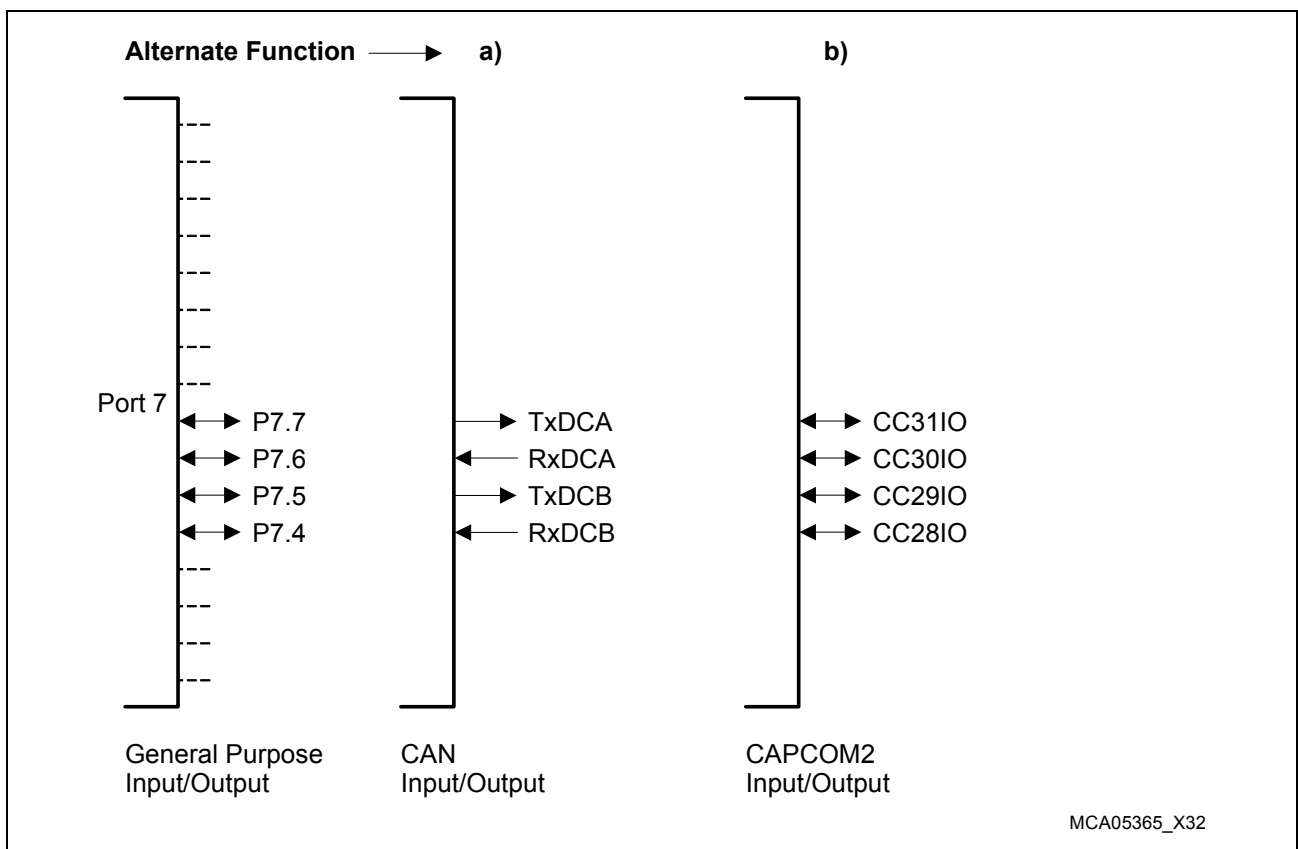 Alternate Function a) b)
Port 7
P7.7 TxDCA CC31IO
P7.6 RxDCA CC30IO
P7.5 TxDCB CC29IO
P7.4 RxDCB CC28IO
General Purpose CAN CAPCOM2
Input/Output Input/Output Input/Output
MCA05365_X32